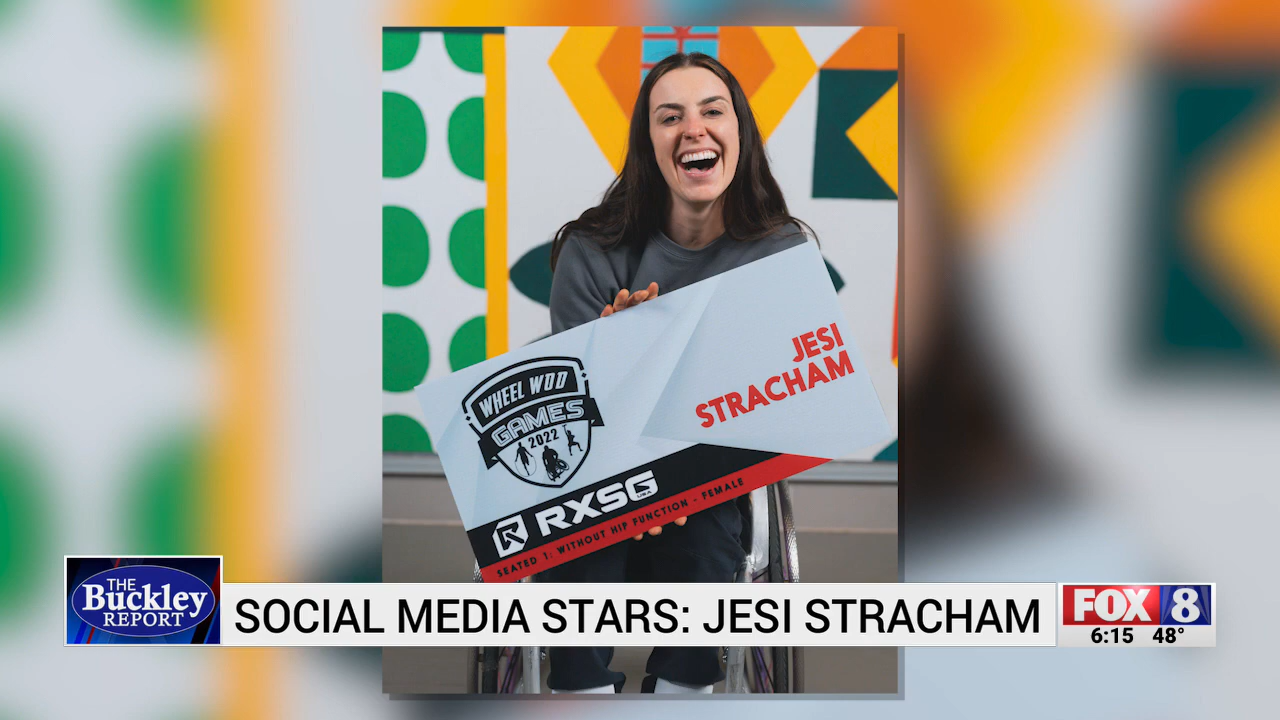 JESI
STRACHAM
WHEEL WOD
GAMES
2022
RXSG
USA
SEATED 1: WITHOUT HIP FUNCTION - FEMALE
THE
Buckley
REPORT
SOCIAL MEDIA STARS: JESI STRACHAM
FOX 8
6:15 48°